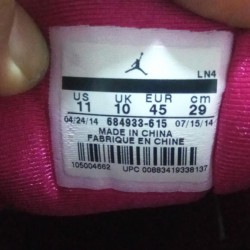 LN4
US UK EUR cm
11 10 45 29
04/24/14 684933-615 07/15/14
MADE IN CHINA
FABRIQUE EN CHINE
105004662 UPC 00883419338137